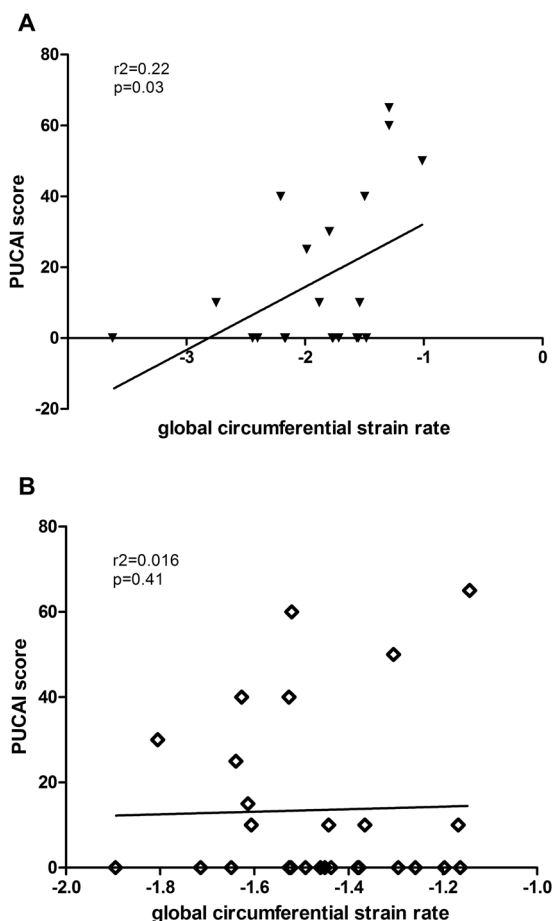 A
80
r2=0.22
p=0.03
60
40
20
0
-20
PUCAI score
-3
-2
-1
0
global circumferential strain rate
B
80
r2=0.016
p=0.41
60
40
20
0
PUCAI score
-2.0
-1.8
-1.6
-1.4
-1.2
-1.0
global circumferential strain rate